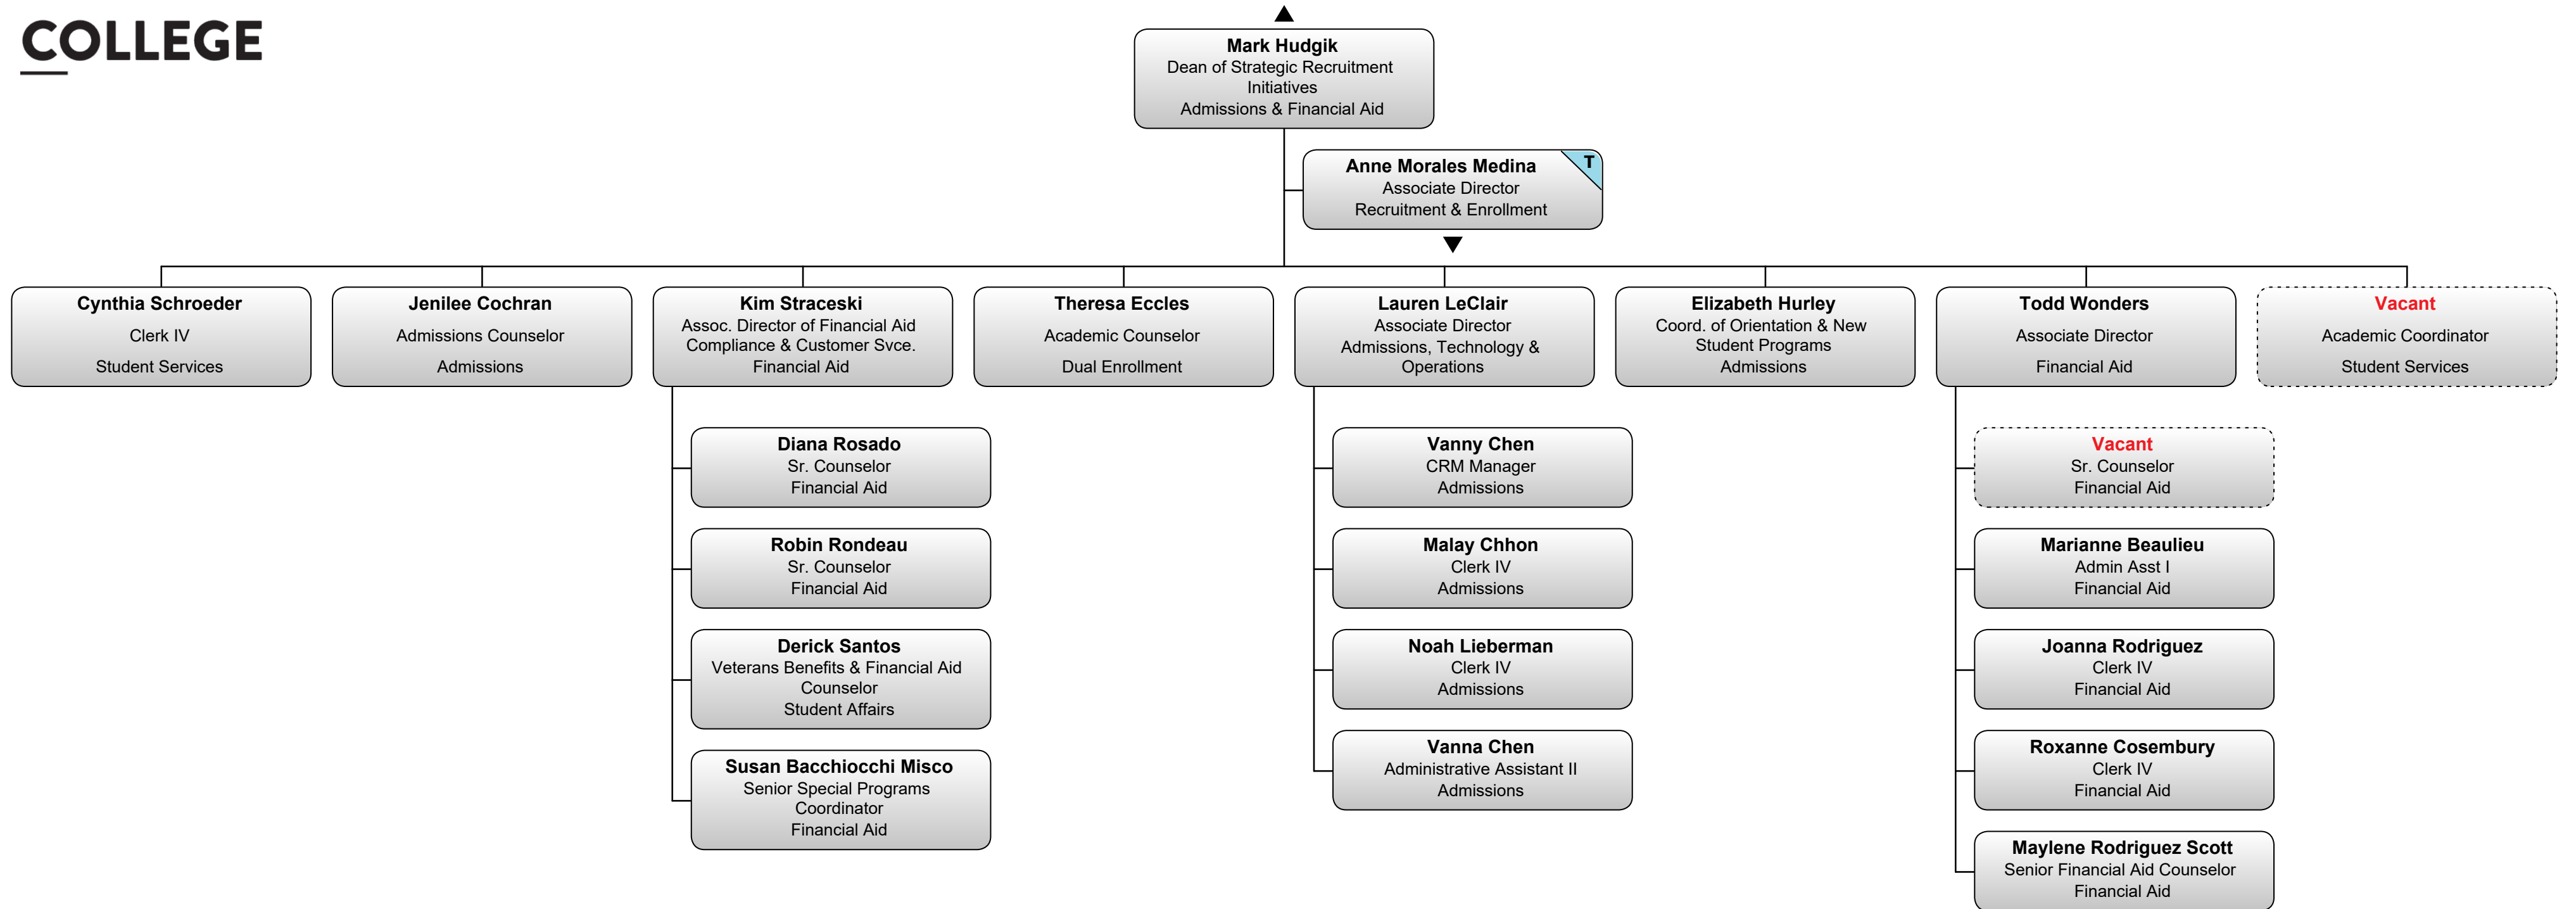 COLLEGE
Mark Hudgik
Dean of Strategic Recruitment
Initiatives
Admissions & Financial Aid
Anne Morales Medina
T
Associate Director
Recruitment & Enrollment
Cynthia Schroeder
Clerk IV
Student Services
Jenilee Cochran
Admissions Counselor
Admissions
Kim Straceski
Assoc. Director of Financial Aid
Compliance & Customer Svce.
Financial Aid
Theresa Eccles
Academic Counselor
Dual Enrollment
Lauren LeClair
Associate Director
Admissions, Technology &
Operations
Elizabeth Hurley
Coord. of Orientation & New
Student Programs
Admissions
Todd Wonders
Associate Director
Financial Aid
Vacant
Academic Coordinator
Student Services
Diana Rosado
Sr. Counselor
Financial Aid
Robin Rondeau
Sr. Counselor
Financial Aid
Derick Santos
Veterans Benefits & Financial Aid
Counselor
Student Affairs
Susan Bacchiocchi Misco
Senior Special Programs
Coordinator
Financial Aid
Vanny Chen
CRM Manager
Admissions
Malay Chhon
Clerk IV
Admissions
Noah Lieberman
Clerk IV
Admissions
Vanna Chen
Administrative Assistant II
Admissions
Vacant
Sr. Counselor
Financial Aid
Marianne Beaulieu
Admin Asst I
Financial Aid
Joanna Rodriguez
Clerk IV
Financial Aid
Roxanne Cosembury
Clerk IV
Financial Aid
Maylene Rodriguez Scott
Senior Financial Aid Counselor
Financial Aid